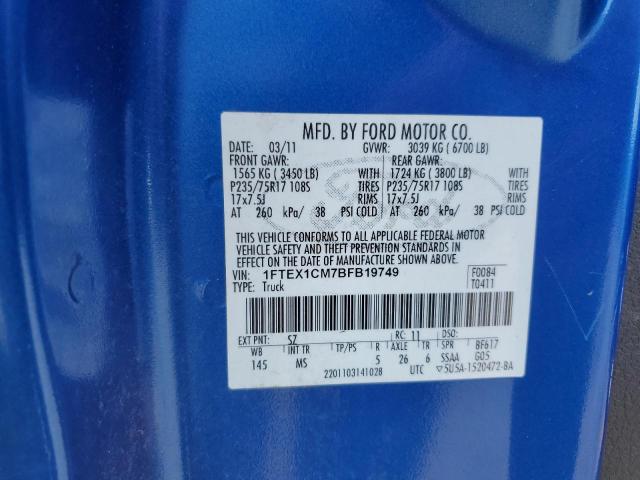 MFD. BY FORD MOTOR CO.
DATE: 03/11 GVWR: 3039 KG ( 6700 LB)
FRONT GAWR: REAR GAWR:
1565 KG ( 3450 LB) WITH 1724 KG ( 3800 LB) WITH
P235/75R17 108S TIRES P235/75R17 108S TIRES
17x7.5J RIMS 17x7.5J RIMS
AT 260 kPa/ 38 PSI COLD AT 260 kPa/ 38 PSI COLD
THIS VEHICLE CONFORMS TO ALL APPLICABLE FEDERAL MOTOR
VEHICLE SAFETY AND THEFT PREVENTION STANDARDS IN
EFFECT ON THE DATE OF MANUFACTURE SHOWN ABOVE.
VIN: 1FTEX1CM7BFB19749 F0084
TYPE: Truck T0411
EXT PNT: SZ RC: 11 DSO:
WB INT TR TP/PS R AXLE TR SPR BF617
145 MS 5 26 6 SSAA G05
2201103141028 UTC ▽5U5A-1520472-BA
Ford